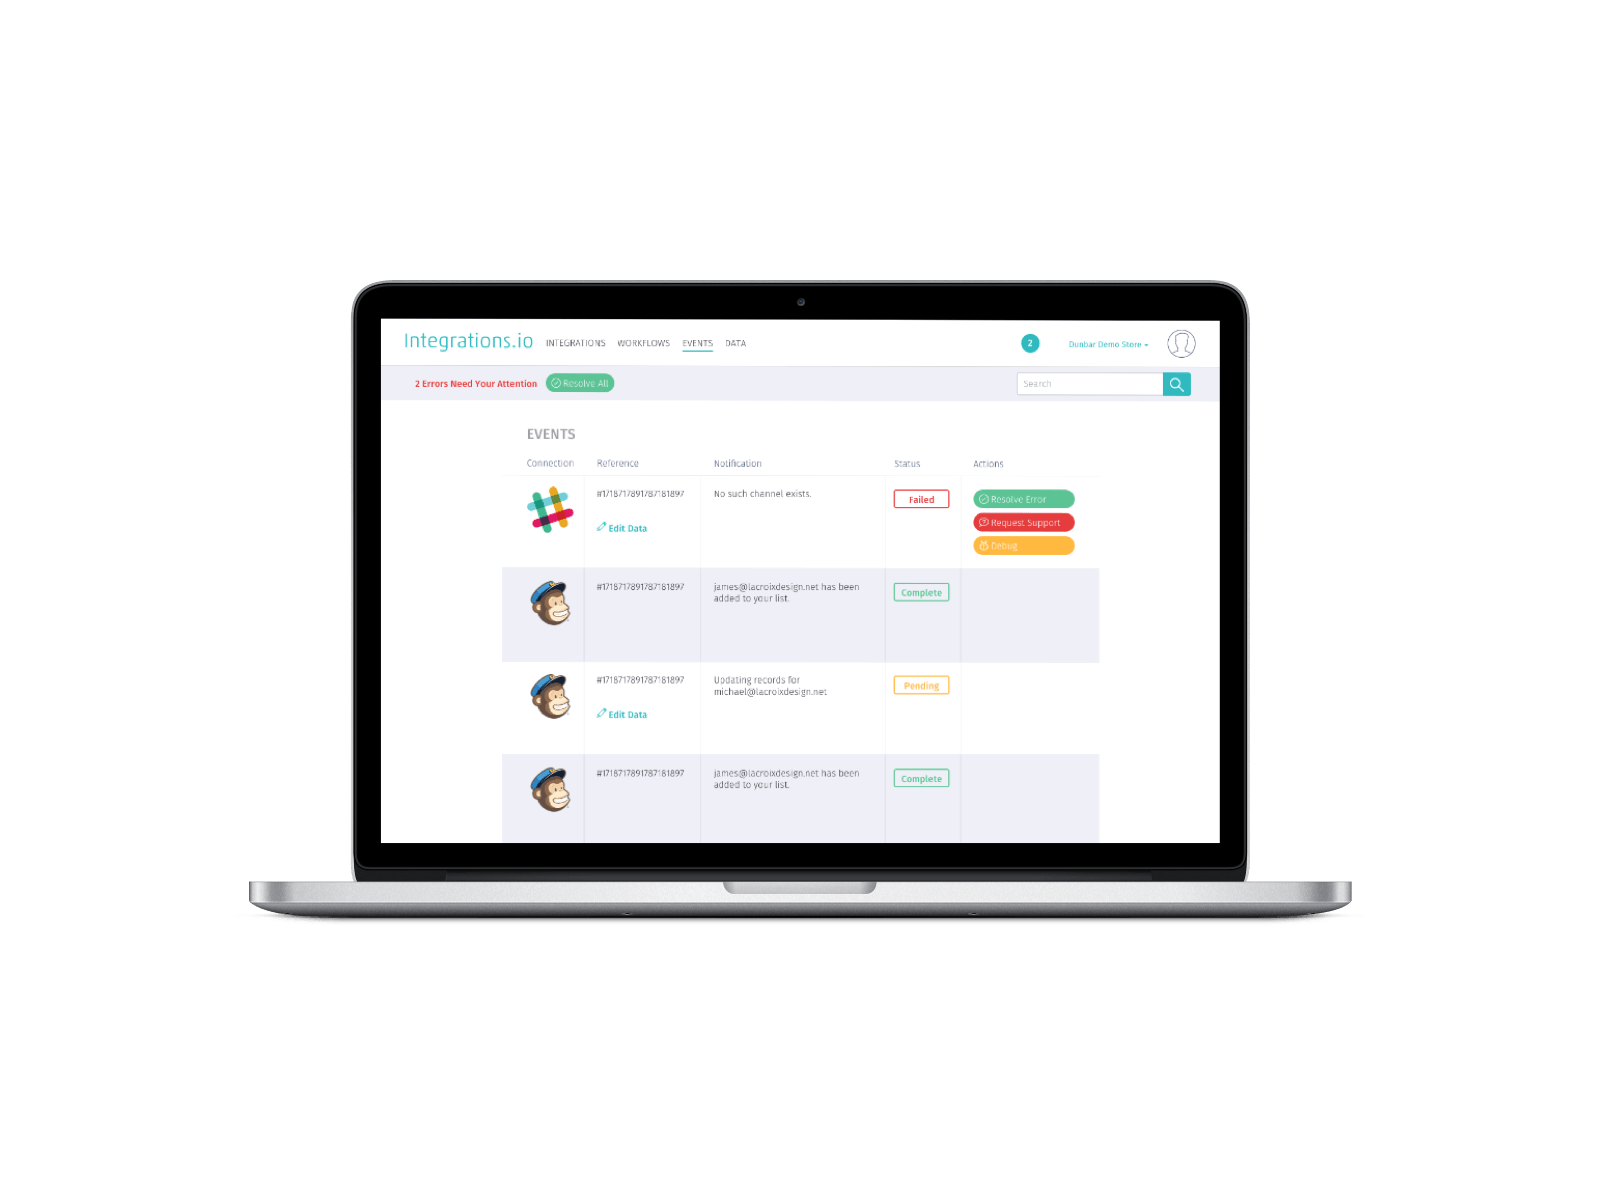 Integrations.io INTEGRATIONS WORKFLOWS EVENTS DATA 2 Dunbar Demo Store
2 Errors Need Your Attention Resolve All Search
EVENTS
Connection Reference Notification Status Actions
#1718717891787181897 No such channel exists. Failed Resolve Error
Request Support
Edit Data
Debug
#1718717891787181897 james@lacroixdesign.net has been
added to your list.
Complete
#1718717891787181897 Updating records for
michael@lacroixdesign.net
Pending
Edit Data
#1718717891787181897 james@lacroixdesign.net has been
added to your list.
Complete